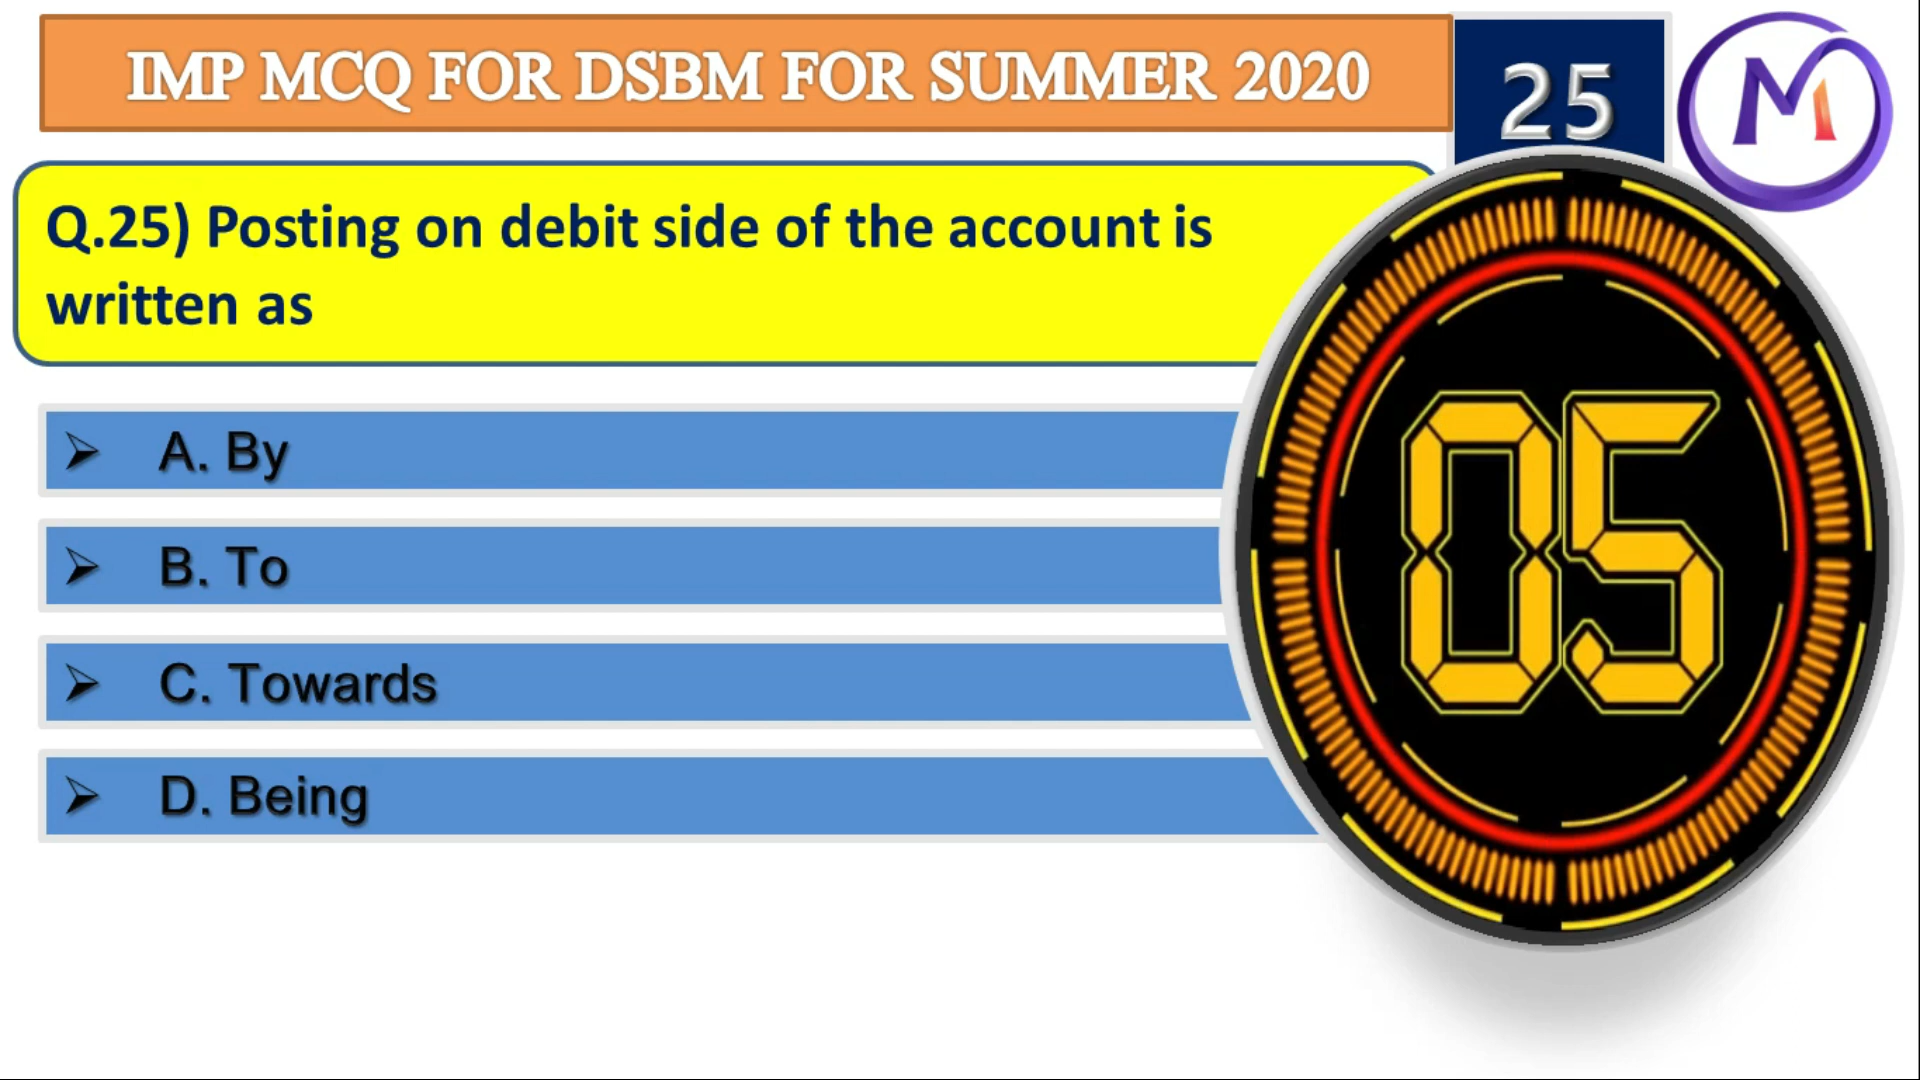 IMP MCQ FOR DSBM FOR SUMMER 2020
25
M
Q.25) Posting on debit side of the account is
written as
➢ A. By
➢ B. To
➢ C. Towards
➢ D. Being
05